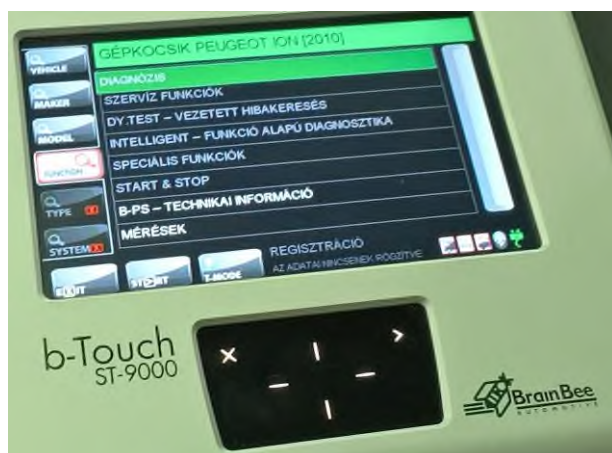 GÉPKOCSIK PEUGEOT ION [2010]
VEHICLE
DIAGNÓZIS
MAKER
SZERVÍZ FUNKCIÓK
DY.TEST – VEZETETT HIBAKERESÉS
MODEL
INTELLIGENT – FUNKCIÓ ALAPÚ DIAGNOSZTIKA
FUNCTION
SPECIÁLIS FUNKCIÓK
START & STOP
TYPE
B-PS – TECHNIKAI INFORMÁCIÓ
SYSTEM
MÉRÉSEK
REGISZTRÁCIÓ
AZ ADATAI NINCSENEK RÖGZÍTVE
T-MODE
b-Touch
ST-9000
BrainBee
AUTOMOTIVE